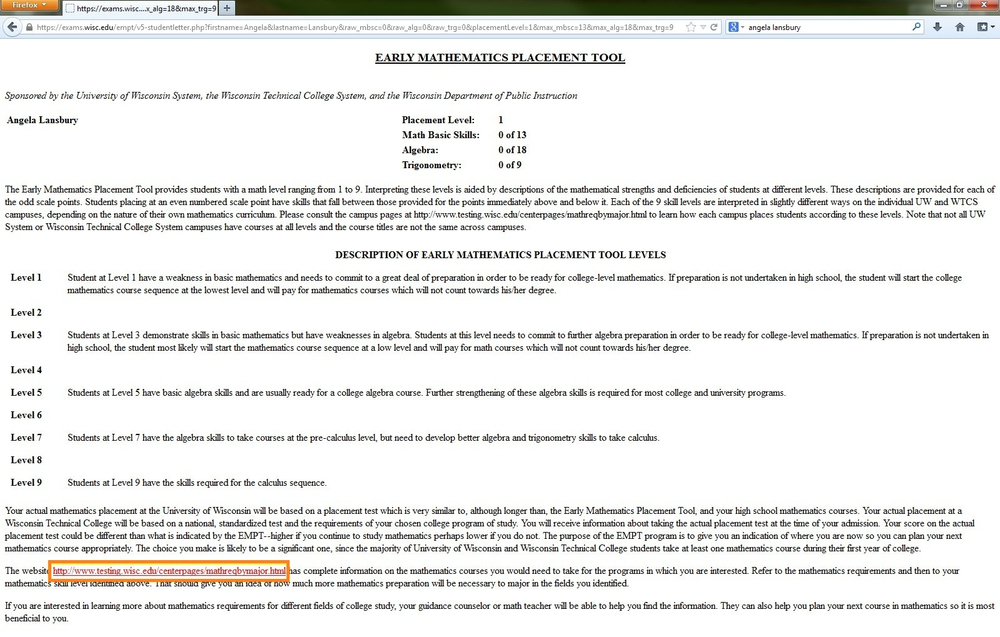 Firefox
https://exams.wisc....x_alg=18&max_trg=9
https://exams.wisc.edu/empt/v5-studentletter.php?firstname=Angela&lastname=Lansbury&raw_mbsc=0&raw_alg=0&raw_trg=0&placementLevel=1&max_mbsc=13&max_alg=18&max_trg=9
angela lansbury
EARLY MATHEMATICS PLACEMENT TOOL
Sponsored by the University of Wisconsin System, the Wisconsin Technical College System, and the Wisconsin Department of Public Instruction
Angela Lansbury
Placement Level: 1
Math Basic Skills: 0 of 13
Algebra: 0 of 18
Trigonometry: 0 of 9
The Early Mathematics Placement Tool provides students with a math level ranging from 1 to 9. Interpreting these levels is aided by descriptions of the mathematical strengths and deficiencies of students at different levels. These descriptions are provided for each of
the odd scale points. Students placing at an even numbered scale point have skills that fall between those provided for the points immediately above and below it. Each of the 9 skill levels are interpreted in slightly different ways on the individual UW and WTCS
campuses, depending on the nature of their own mathematics curriculum. Please consult the campus pages at http://www.testing.wisc.edu/centerpages/mathreqbymajor.html to learn how each campus places students according to these levels. Note that not all UW
System or Wisconsin Technical College System campuses have courses at all levels and the course titles are not the same across campuses.
DESCRIPTION OF EARLY MATHEMATICS PLACEMENT TOOL LEVELS
Level 1 Student at Level 1 have a weakness in basic mathematics and needs to commit to a great deal of preparation in order to be ready for college-level mathematics. If preparation is not undertaken in high school, the student will start the college
mathematics course sequence at the lowest level and will pay for mathematics courses which will not count towards his/her degree.
Level 2
Level 3 Students at Level 3 demonstrate skills in basic mathematics but have weaknesses in algebra. Students at this level needs to commit to further algebra preparation in order to be ready for college-level mathematics. If preparation is not undertaken in
high school, the student most likely will start the mathematics course sequence at a low level and will pay for math courses which will not count towards his/her degree.
Level 4
Level 5 Students at Level 5 have basic algebra skills and are usually ready for a college algebra course. Further strengthening of these algebra skills is required for most college and university programs.
Level 6
Level 7 Students at Level 7 have the algebra skills to take courses at the pre-calculus level, but need to develop better algebra and trigonometry skills to take calculus.
Level 8
Level 9 Students at Level 9 have the skills required for the calculus sequence.
Your actual mathematics placement at the University of Wisconsin will be based on a placement test which is very similar to, although longer than, the Early Mathematics Placement Tool, and your high school mathematics courses. Your actual placement at a
Wisconsin Technical College will be based on a national, standardized test and the requirements of your chosen college program of study. You will receive information about taking the actual placement test at the time of your admission. Your score on the actual
placement test could be different than what is indicated by the EMPT--higher if you continue to study mathematics perhaps lower if you do not. The purpose of the EMPT program is to give you an indication of where you are now so you can plan your next
mathematics course appropriately. The choice you make is likely to be a significant one, since the majority of University of Wisconsin and Wisconsin Technical College students take at least one mathematics course during their first year of college.
The website http://www.testing.wisc.edu/centerpages/mathreqbymajor.html has complete information on the mathematics courses you would need to take for the programs in which you are interested. Refer to the mathematics requirements and then to your
mathematics skill level identified above. That should give you an idea of how much more mathematics preparation will be necessary to major in the fields you identified.
If you are interested in learning more about mathematics requirements for different fields of college study, your guidance counselor or math teacher will be able to help you find the information. They can also help you plan your next course in mathematics so it is most
beneficial to you.